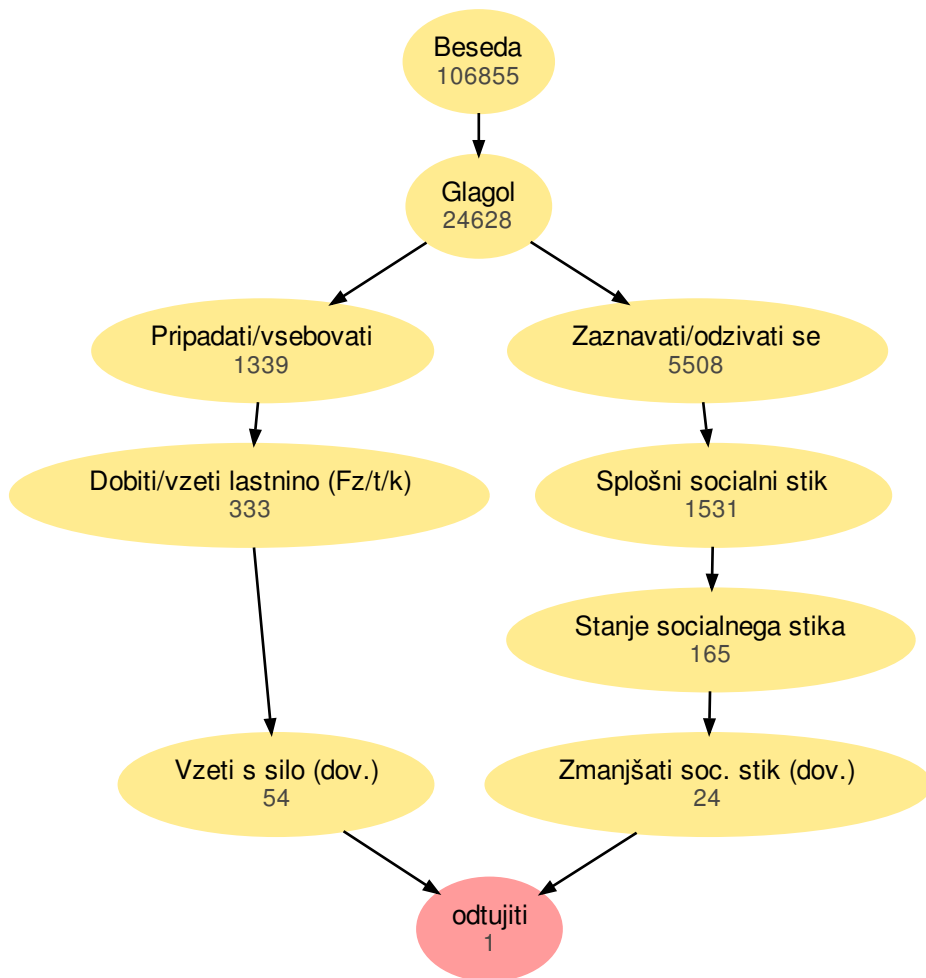 Beseda
106855
Glagol
24628
Pripadati/vsebovati
1339
Zaznavati/odzivati se
5508
Dobiti/vzeti lastnino (Fz/t/k)
333
Splošni socialni stik
1531
Stanje socialnega stika
165
Vzeti s silo (dov.)
54
Zmanjšati soc. stik (dov.)
24
odtujiti
1